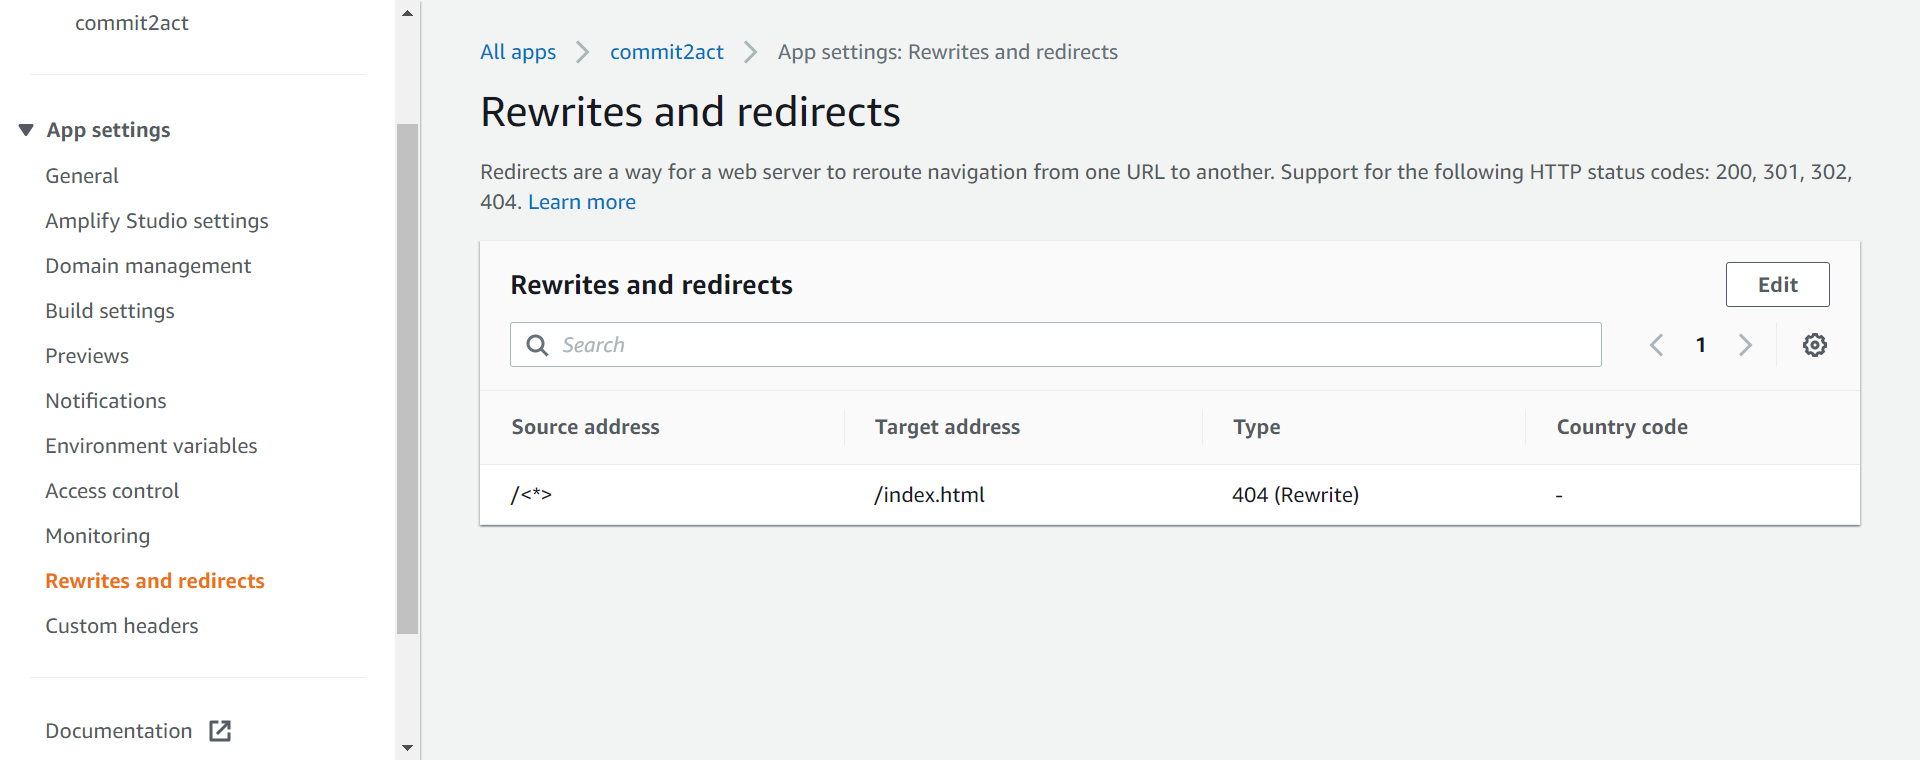 commit2act
App settings
General
Amplify Studio settings
Domain management
Build settings
Previews
Notifications
Environment variables
Access control
Monitoring
Rewrites and redirects
Custom headers
Documentation
All apps commit2act App settings: Rewrites and redirects
Rewrites and redirects
Redirects are a way for a web server to reroute navigation from one URL to another. Support for the following HTTP status codes: 200, 301, 302,
404. Learn more
Rewrites and redirects Edit
Search 1
Source address Target address Type Country code
/<*> /index.html 404 (Rewrite) -